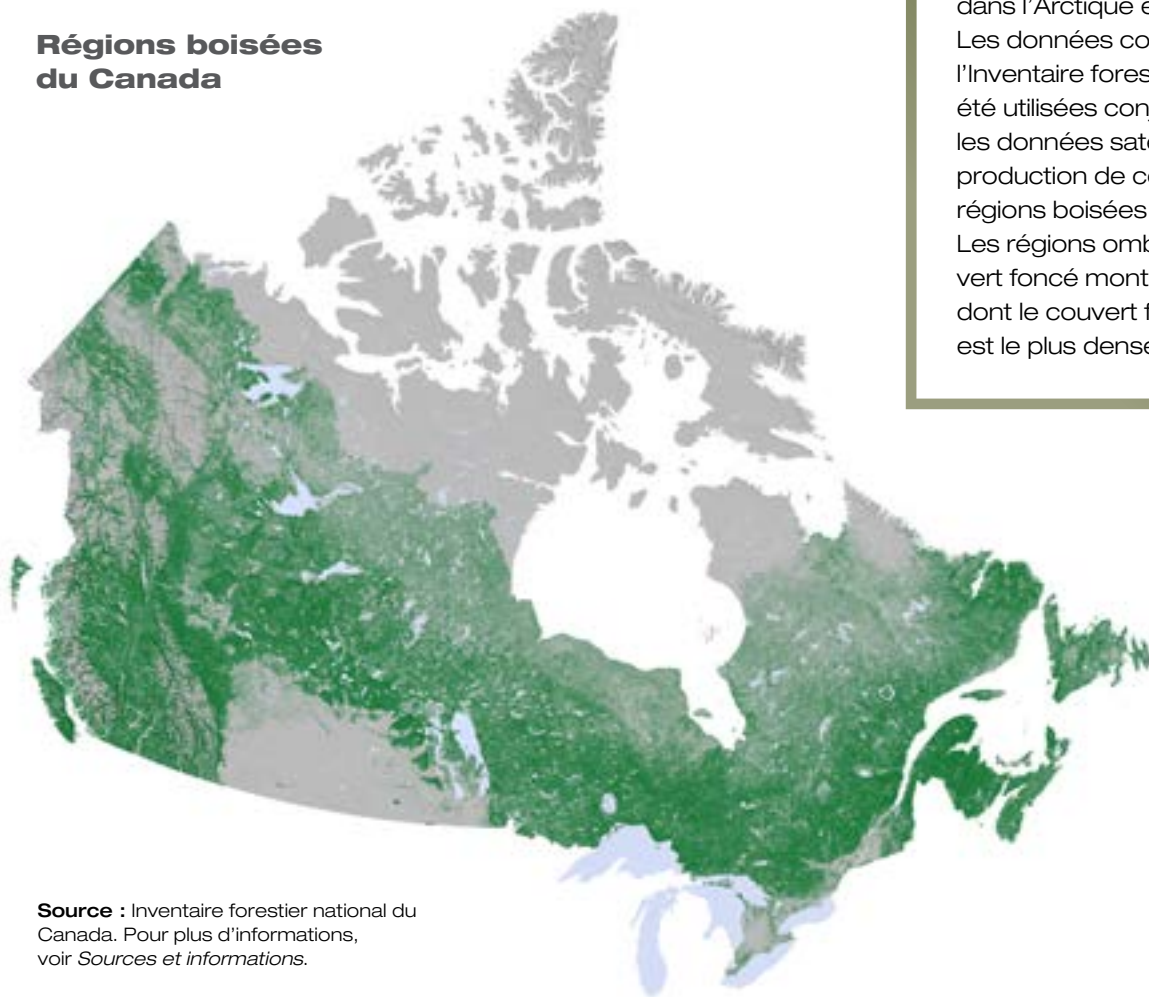 Régions boisées
du Canada
dans l’Arctique e
Les données co
l’Inventaire fores
été utilisées con
les données sate
production de c
régions boisées
Les régions omb
vert foncé mont
dont le couvert f
est le plus dense
Source : Inventaire forestier national du
Canada. Pour plus d’informations,
voir Sources et informations.